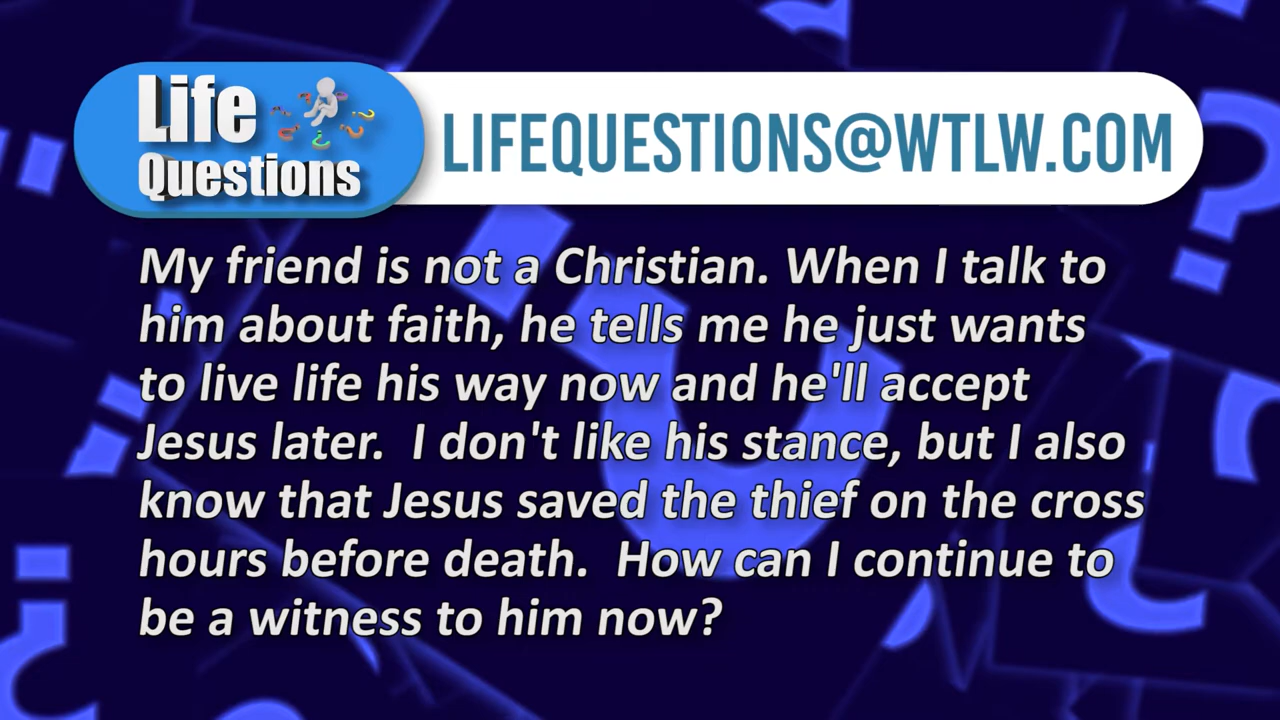 Life
Questions
LIFEQUESTIONS@WTLW.COM
My friend is not a Christian. When I talk to
him about faith, he tells me he just wants
to live life his way now and he'll accept
Jesus later. I don't like his stance, but I also
know that Jesus saved the thief on the cross
hours before death. How can I continue to
be a witness to him now?